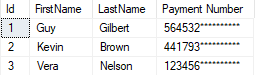 Id FirstName LastName Payment Number
1 Guy Gilbert 564532**********
2 Kevin Brown 441793**********
3 Vera Nelson 123456**********